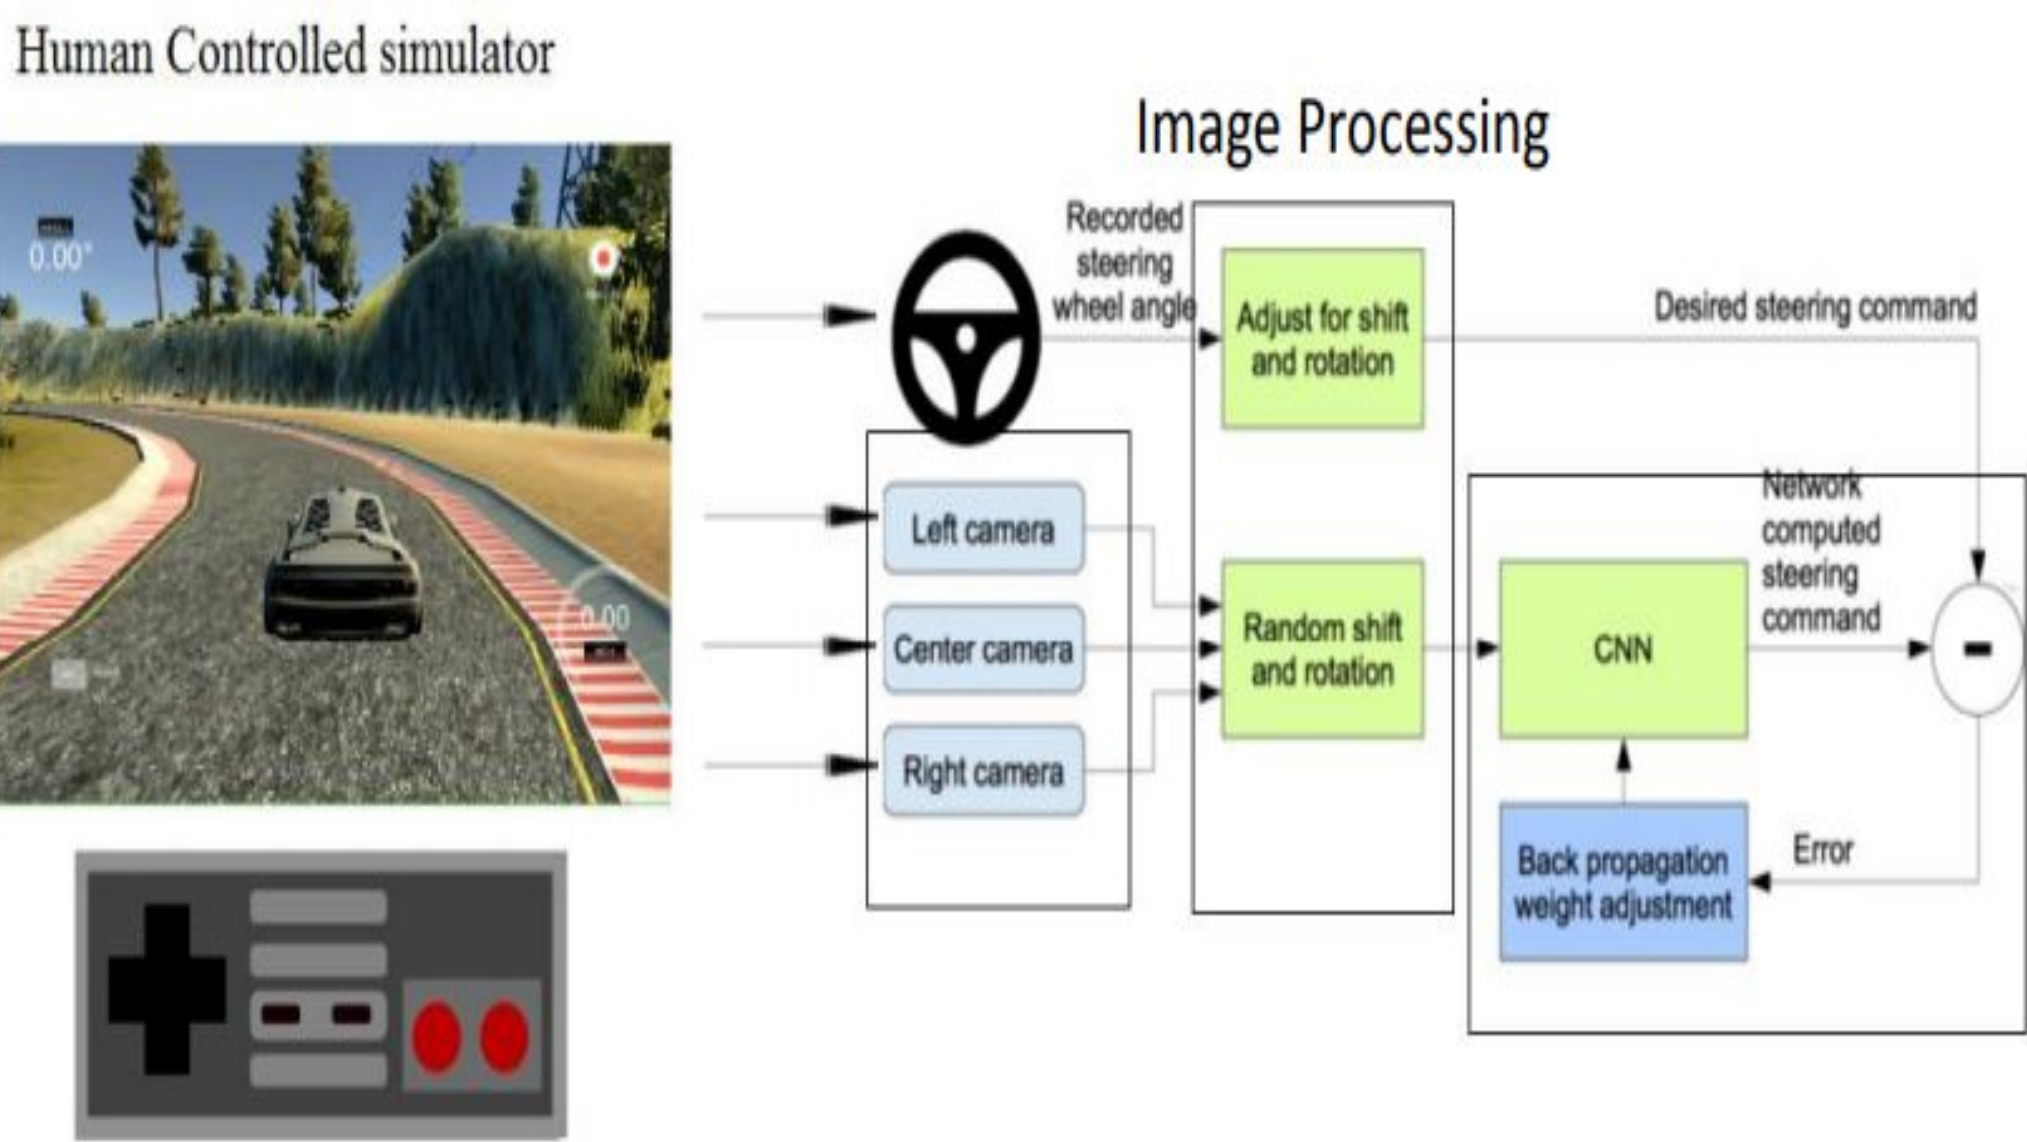 Human Controlled simulator
Image Processing
0.00°
0.00
Recorded
steering
wheel angle
Adjust for shift
and rotation
Desired steering command
Left camera
Center camera
Right camera
Random shift
and rotation
CNN
Network
computed
steering
command
-
Back propagation
weight adjustment
Error